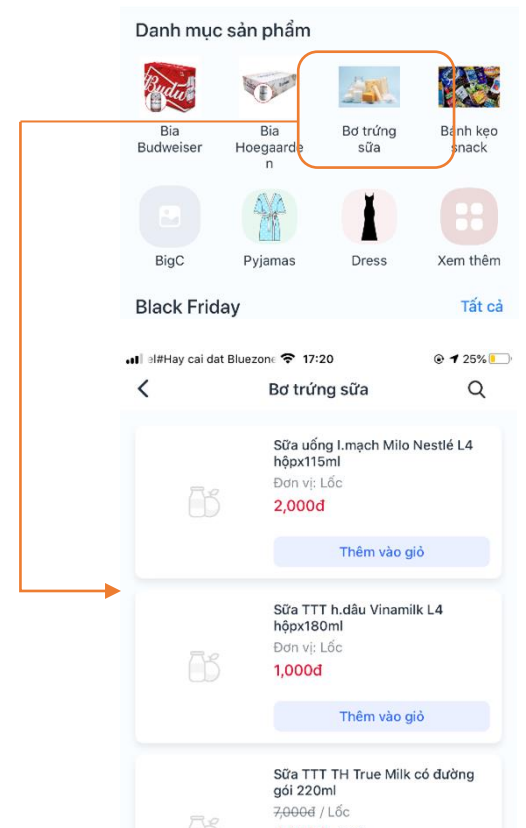 Danh mục sản phẩm
Bia
Budweiser
Bia
Hoegaarde
n
Bơ trứng
sữa
Bánh kẹo
snack
BigC
Pyjamas
Dress
Xem thêm
Black Friday
Tất cả
el#Hay cai dat Bluezone 17:20 25%
Bơ trứng sữa
Sữa uống l.mạch Milo Nestlé L4
hộpx115ml
Đơn vị: Lốc
2,000đ
Thêm vào giỏ
Sữa TTT h.dâu Vinamilk L4
hộpx180ml
Đơn vị: Lốc
1,000đ
Thêm vào giỏ
Sữa TTT TH True Milk có đường
gói 220ml
7,000đ / Lốc